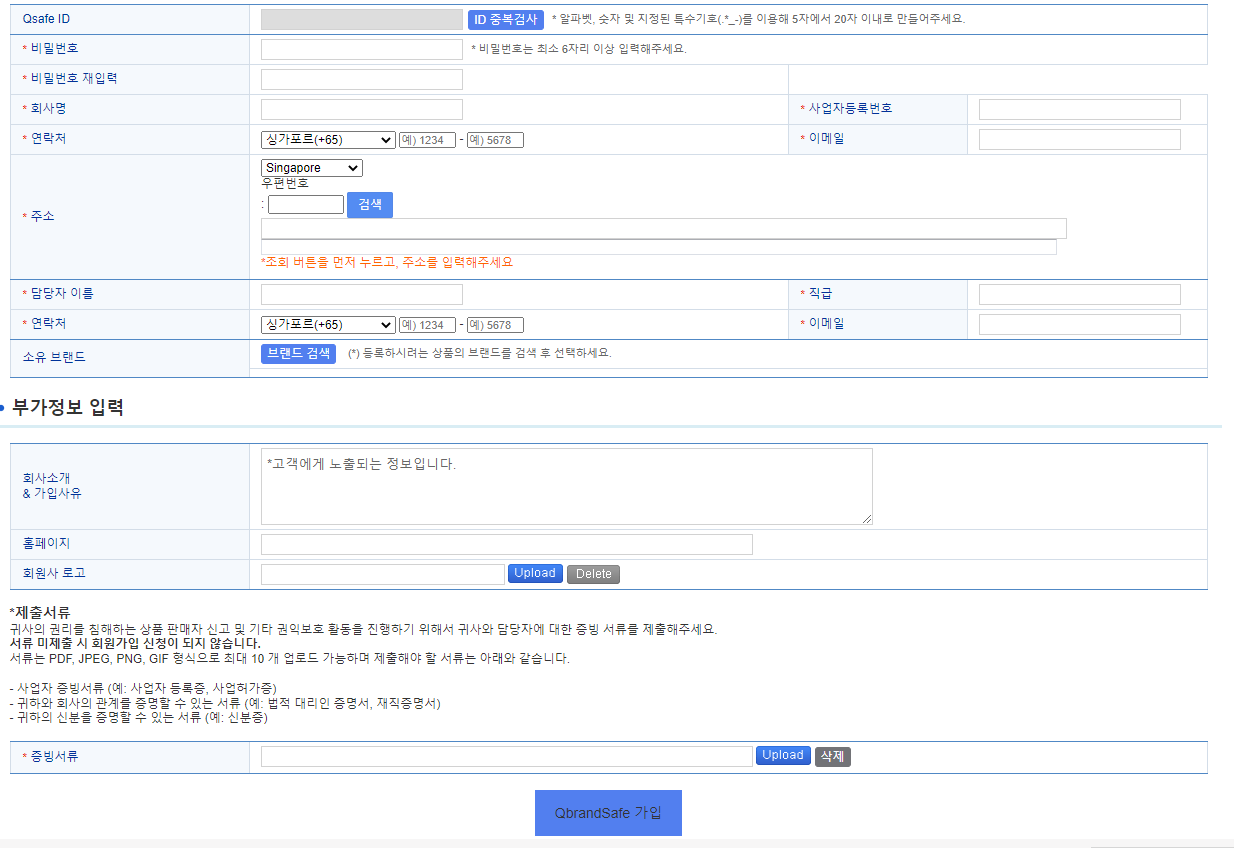 Qsafe ID ID 중복검사 * 알파벳, 숫자 및 지정된 특수기호(.*_-)를 이용해 5자에서 20자 이내로 만들어주세요.
* 비밀번호 * 비밀번호는 최소 6자리 이상 입력해주세요.
* 비밀번호 재입력
* 회사명 * 사업자등록번호
* 연락처 싱가포르(+65) 예) 1234 - 예) 5678 * 이메일
Singapore
우편번호
: 검색
* 주소
*조회 버튼을 먼저 누르고, 주소를 입력해주세요
* 담당자 이름 * 직급
* 연락처 싱가포르(+65) 예) 1234 - 예) 5678 * 이메일
소유 브랜드 브랜드 검색 (*) 등록하시려는 상품의 브랜드를 검색 후 선택하세요.
• 부가정보 입력
*고객에게 노출되는 정보입니다.
회사소개
& 가입사유
홈페이지
회원사 로고 Upload Delete
*제출서류
귀사의 권리를 침해하는 상품 판매자 신고 및 기타 권익보호 활동을 진행하기 위해서 귀사와 담당자에 대한 증빙 서류를 제출해주세요.
서류 미제출 시 회원가입 신청이 되지 않습니다.
서류는 PDF, JPEG, PNG, GIF 형식으로 최대 10 개 업로드 가능하며 제출해야 할 서류는 아래와 같습니다.
- 사업자 증빙서류 (예: 사업자 등록증, 사업허가증)
- 귀하와 회사의 관계를 증명할 수 있는 서류 (예: 법적 대리인 증명서, 재직증명서)
- 귀하의 신분을 증명할 수 있는 서류 (예: 신분증)
* 증빙서류 Upload 삭제
QbrandSafe 가입